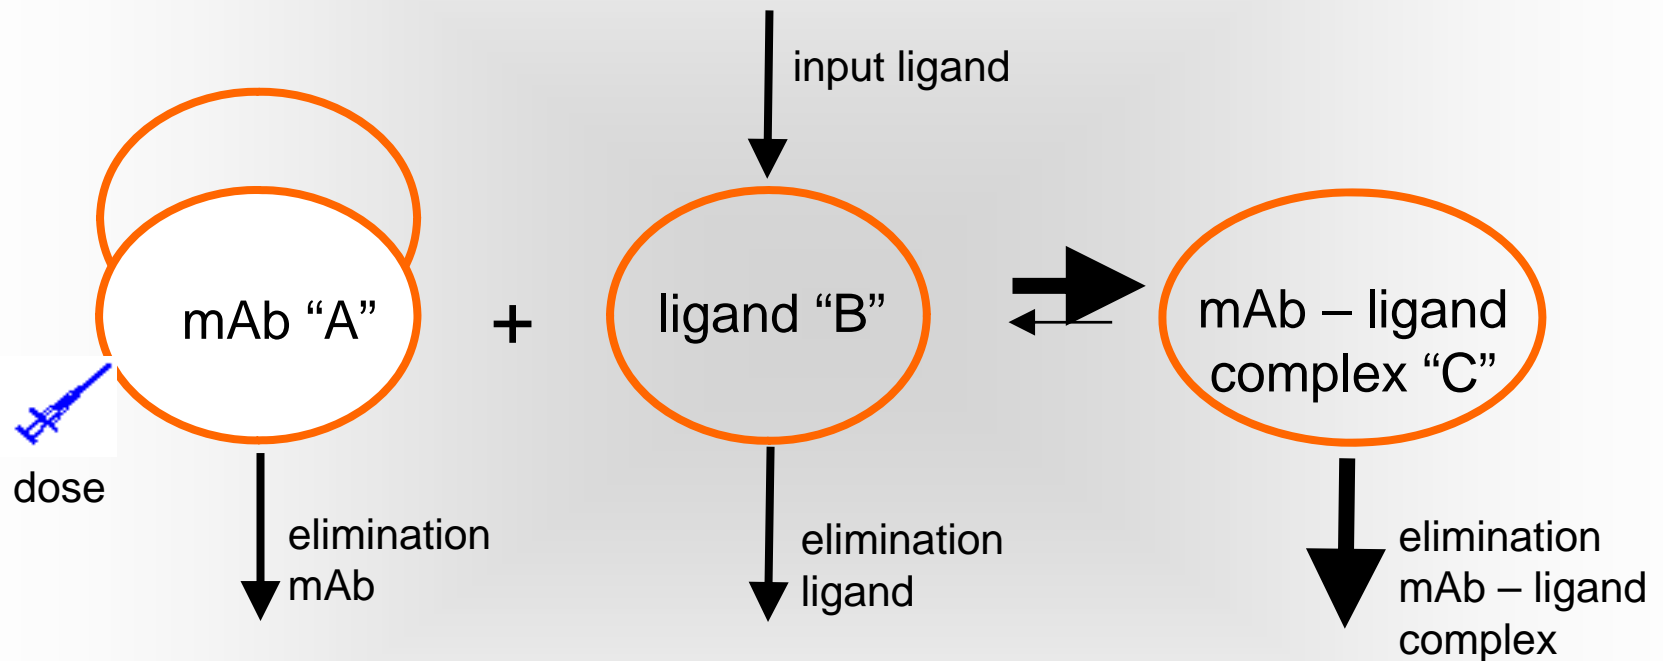 input ligand
mAb “A”
+
ligand “B”
mAb – ligand
complex “C”
dose
elimination
mAb
elimination
ligand
elimination
mAb – ligand
complex